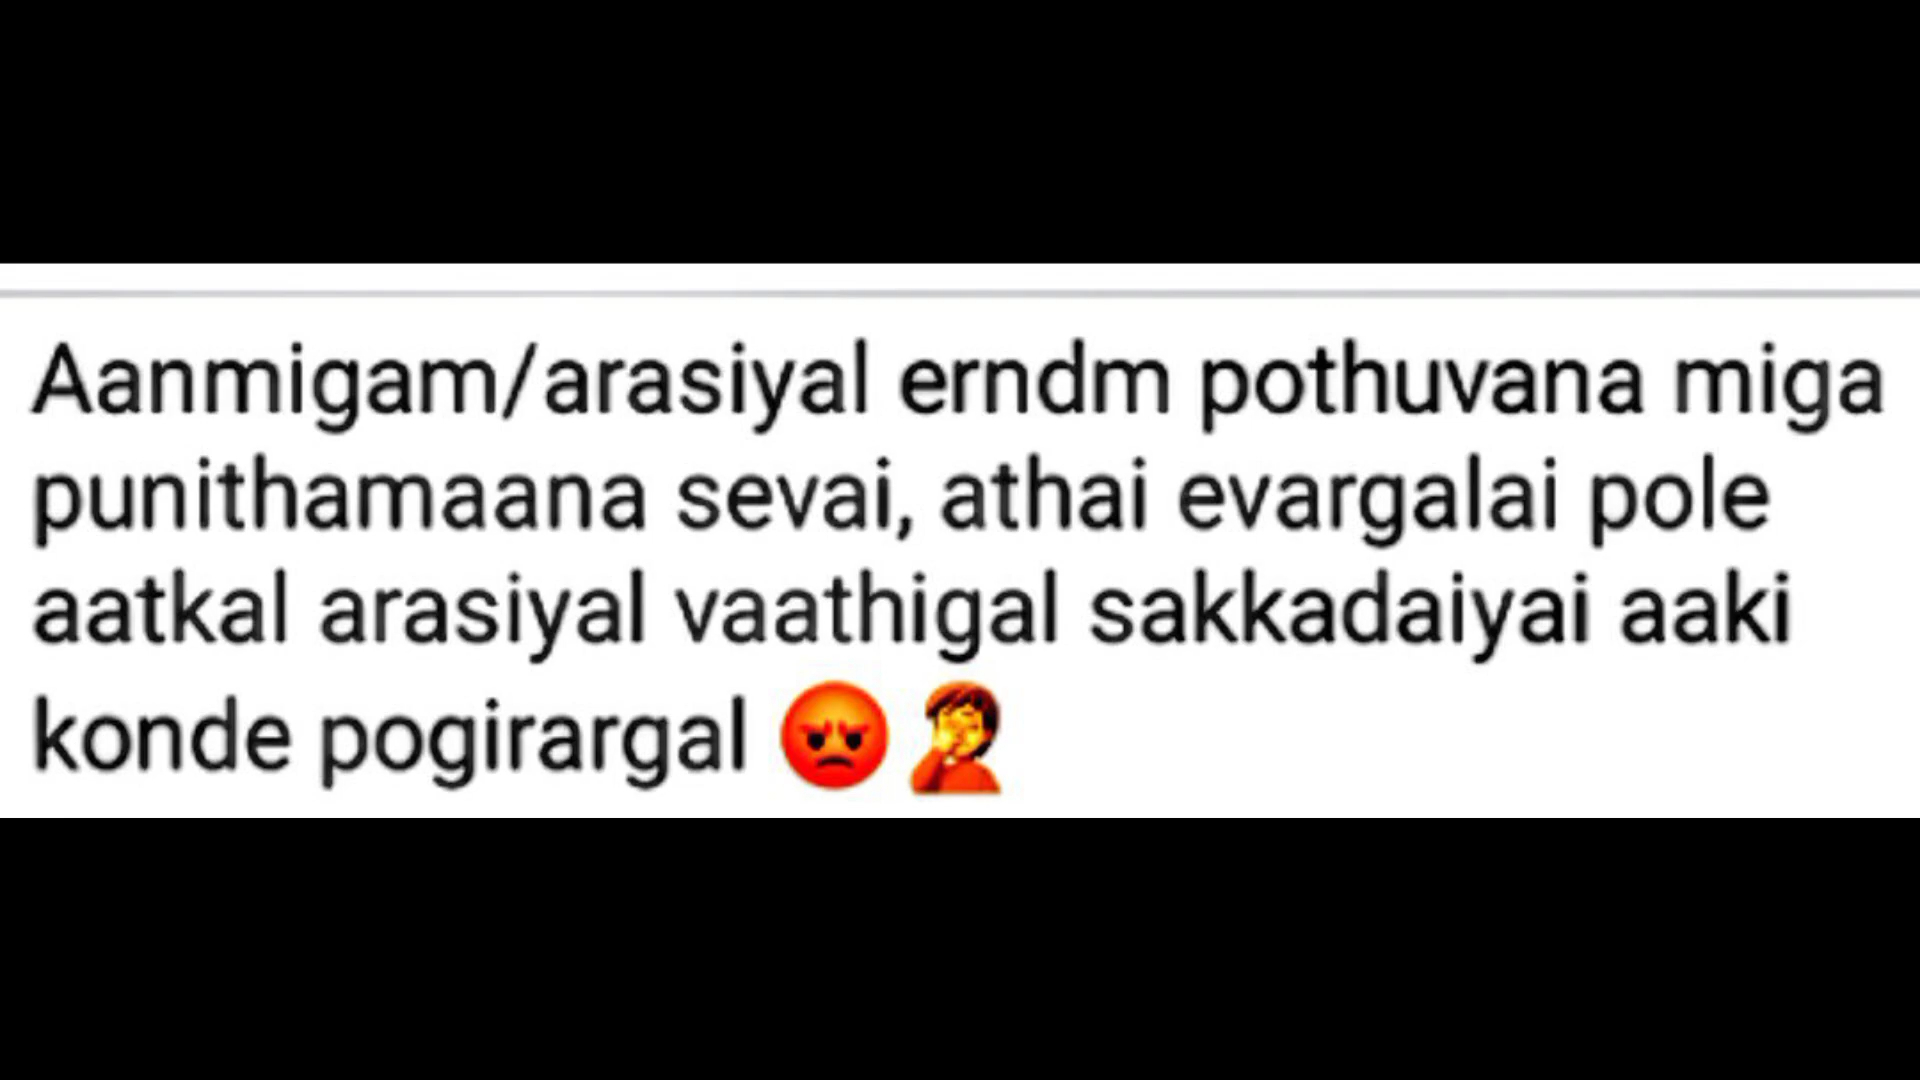 Aanmigam/arasiyal erndm pothuvana miga
punithamaana sevai, athai evargalai pole
aatkal arasiyal vaathigal sakkadaiyai aaki
konde pogirargal 😡🤦